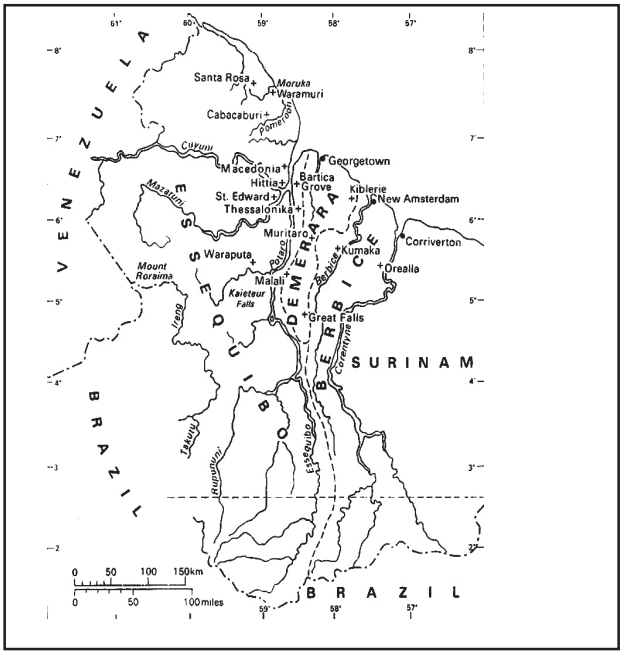 61° 60° 59° 58° 57°
8° 8°
VENEZUELA
Santa Rosa
Moruka
Waramuri
Cabacaburi
Pomeroon
7° 7°
Cuyuni
Georgetown
Macedonia
Bartica
Grove
Hittia
Kiblerie
Mazaruni
St. Edward
New Amsterdam
Thessalonika
6° 6°
Muritaro
Corriverton
Kumaka
Waraputa
Potaro
Berbice
Orealla
Malali
Mount
Roraima
Kaieteur
Falls
5° 5°
Ireng
Great Falls
ESSEQUIBO
DEMERARA
BERBICE
Corentyne
SURINAM
4° 4°
BRAZIL
Takutu
Rupununi
Essequibo
3 3°
2 2°
0 50 100 150km
0 50 100 miles
BRAZIL
59° 58° 57°